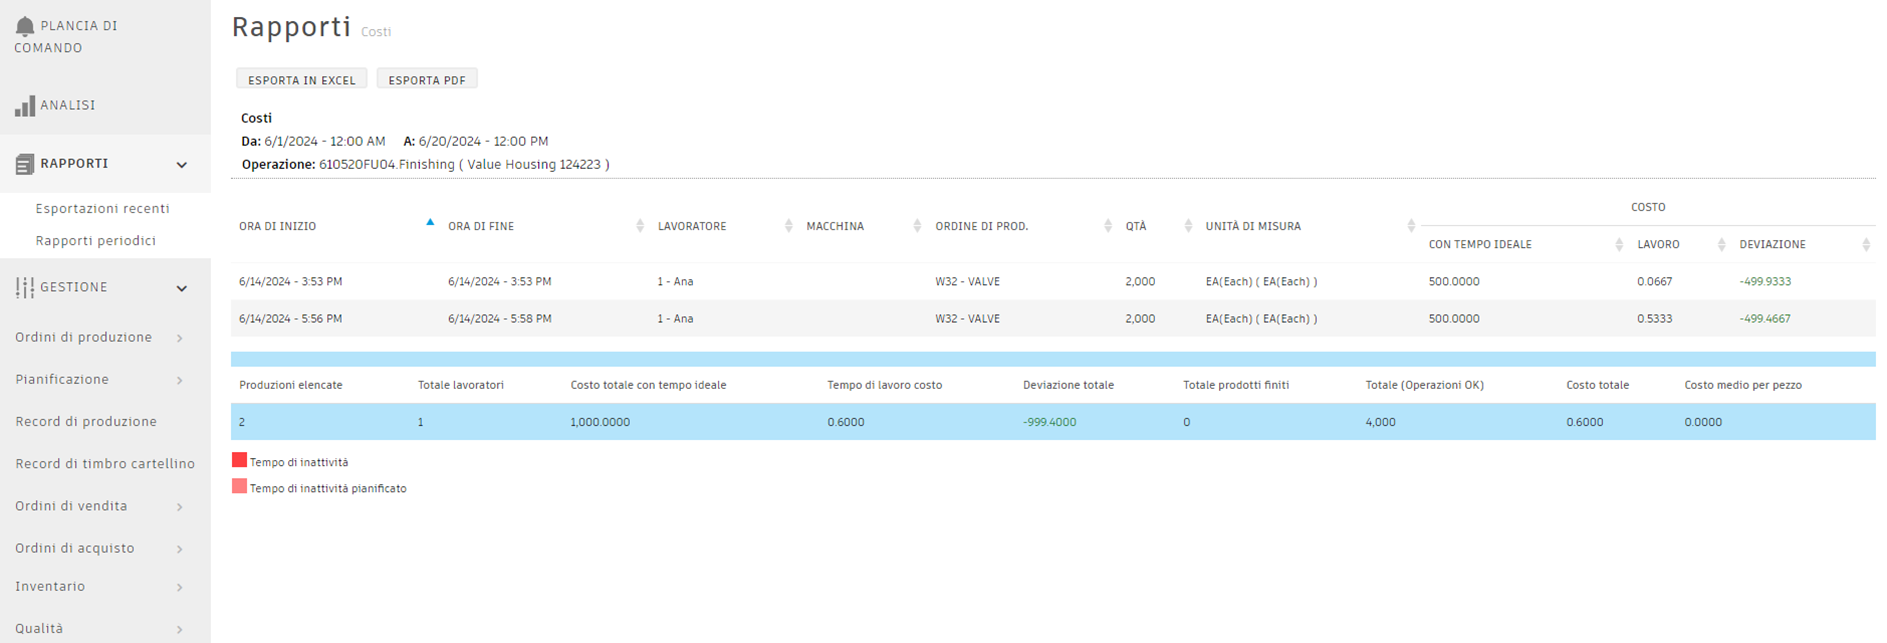 PLANCIA DI
COMANDO
ANALISI
RAPPORTI
Esportazioni recenti
Rapporti periodici
GESTIONE
Ordini di produzione
Pianificazione
Record di produzione
Record di timbro cartellino
Ordini di vendita
Ordini di acquisto
Inventario
Qualità
Rapporti Costi
ESPORTA IN EXCEL ESPORTA PDF
Costi
Da: 6/1/2024 - 12:00 AM A: 6/20/2024 - 12:00 PM
Operazione: 610520FU04.Finishing ( Value Housing 124223 )
COSTO
ORA DI INIZIO ORA DI FINE LAVORATORE MACCHINA ORDINE DI PROD. QTÀ UNITÀ DI MISURA
CON TEMPO IDEALE LAVORO DEVIAZIONE
6/14/2024 - 3:53 PM 6/14/2024 - 3:53 PM 1 - Ana W32 - VALVE 2,000 EA(Each) ( EA(Each) ) 500.0000 0.0667 -499.9333
6/14/2024 - 5:56 PM 6/14/2024 - 5:58 PM 1 - Ana W32 - VALVE 2,000 EA(Each) ( EA(Each) ) 500.0000 0.5333 -499.4667
Produzioni elencate Totale lavoratori Costo totale con tempo ideale Tempo di lavoro costo Deviazione totale Totale prodotti finiti Totale (Operazioni OK) Costo totale Costo medio per pezzo
2 1 1,000.0000 0.6000 -999.4000 0 4,000 0.6000 0.0000
Tempo di inattività
Tempo di inattività pianificato